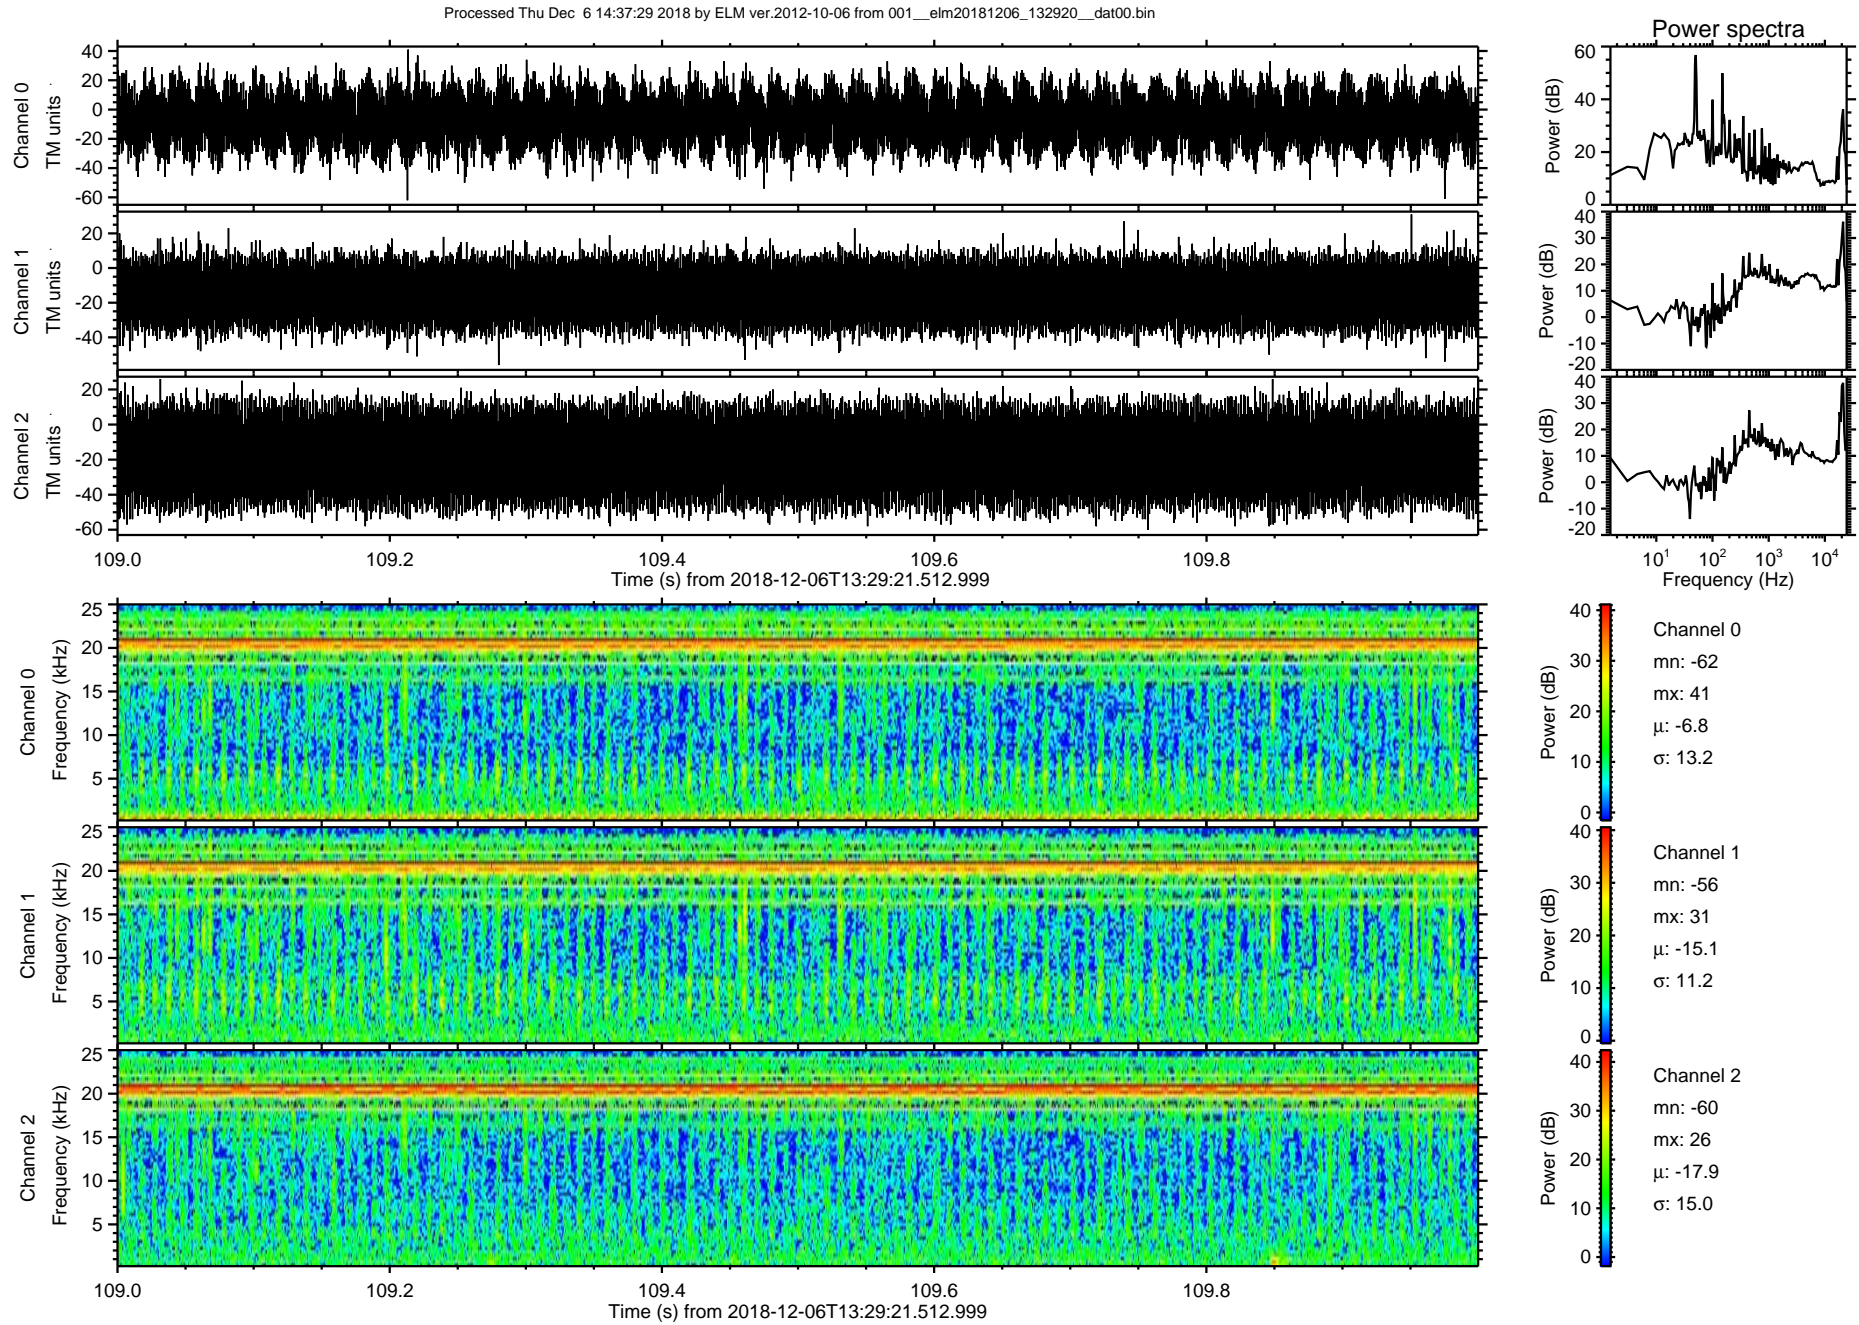 Processed Thu Dec  6 14:37:29 2018 by ELM ver.2012-10-06 from 001__elm20181206_132920__dat00.bin
Power spectra
Channel 0
TM units
40
20
0
-20
-40
-60
Power (dB)
60
40
20
0
Channel 1
TM units
20
0
-20
-40
Power (dB)
40
30
20
10
0
-10
-20
Channel 2
TM units
20
0
-20
-40
-60
Power (dB)
40
30
20
10
0
-10
-20
109.0 109.2 109.4 109.6 109.8
Time (s) from 2018-12-06T13:29:21.512.999
10¹ 10² 10³ 10⁴
Frequency (Hz)
Channel 0
Frequency (kHz)
25
20
15
10
5
Power (dB)
40
30
20
10
0
Channel 0
mn: -62
mx: 41
μ: -6.8
σ: 13.2
Channel 1
Frequency (kHz)
25
20
15
10
5
Power (dB)
40
30
20
10
0
Channel 1
mn: -56
mx: 31
μ: -15.1
σ: 11.2
Channel 2
Frequency (kHz)
25
20
15
10
5
Power (dB)
40
30
20
10
0
Channel 2
mn: -60
mx: 26
μ: -17.9
σ: 15.0
109.0 109.2 109.4 109.6 109.8
Time (s) from 2018-12-06T13:29:21.512.999